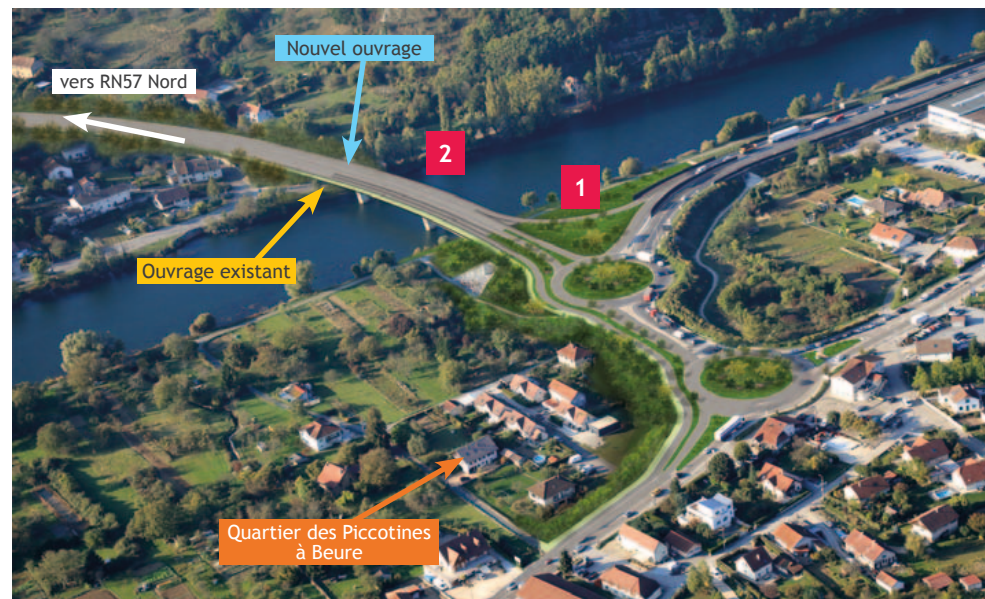 Nouvel ouvrage
vers RN57 Nord
2
1
Ouvrage existant
Quartier des Piccotines
à Beure